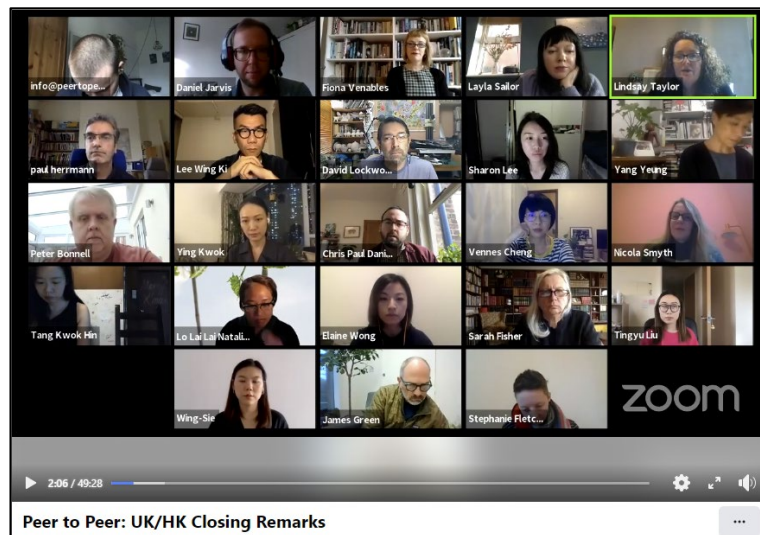 info@peertope...
Daniel Jarvis
Fiona Venables
Layla Sailor
Lindsay Taylor
paul herrmann
Lee Wing Ki
David Lockwo...
Sharon Lee
Yang Yeung
Peter Bonnell
Ying Kwok
Chris Paul Dani...
Vennes Cheng
Nicola Smyth
Tang Kwok Hin
Lo Lai Lai Natali...
Elaine Wong
Sarah Fisher
Tingyu Liu
Wing-Sie
James Green
Stephanie Fletc...
zoom
2:06 / 49:28
Peer to Peer: UK/HK Closing Remarks